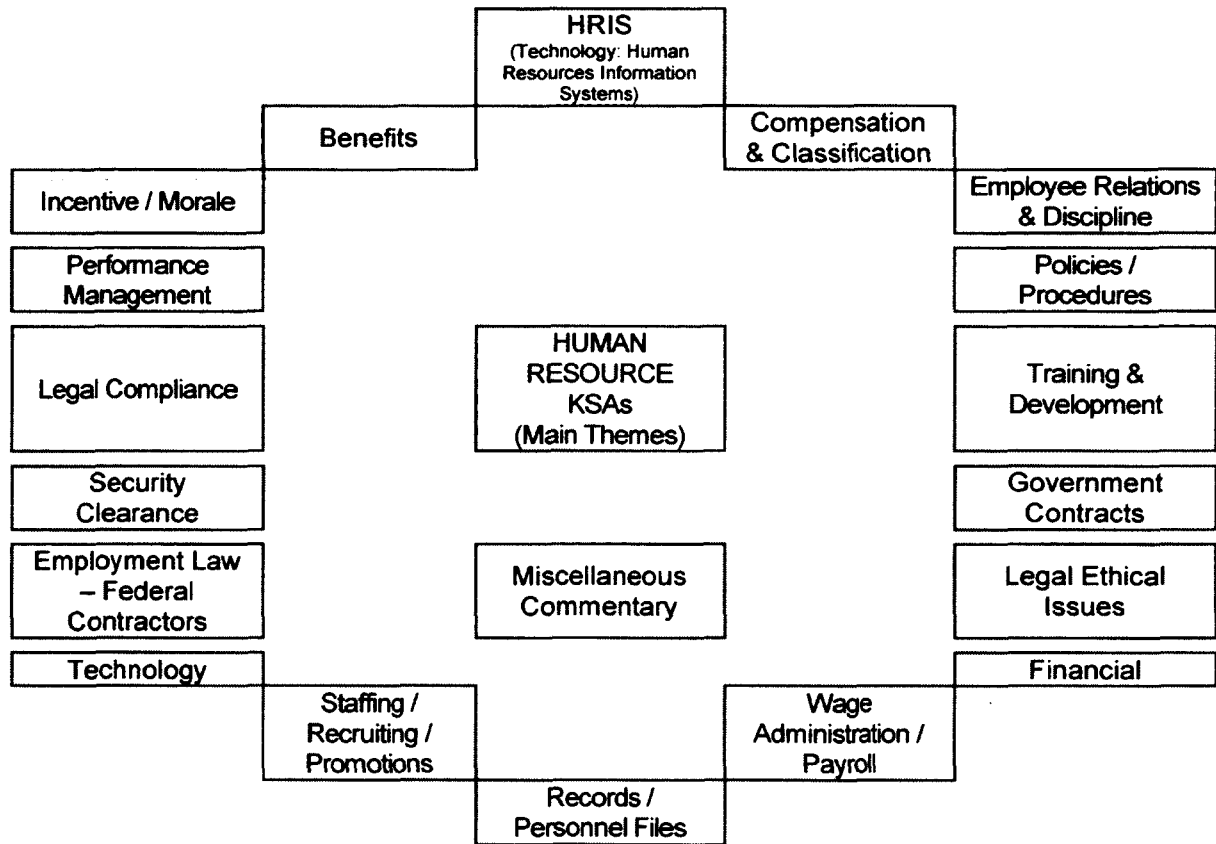 HRIS
(Technology: Human
Resources Information
Systems)
Benefits
Compensation
& Classification
Incentive / Morale
Employee Relations
& Discipline
Performance
Management
Policies /
Procedures
Legal Compliance
HUMAN
RESOURCE
KSAs
(Main Themes)
Training &
Development
Security
Clearance
Government
Contracts
Employment Law
– Federal
Contractors
Miscellaneous
Commentary
Legal Ethical
Issues
Technology
Financial
Staffing /
Recruiting /
Promotions
Wage
Administration /
Payroll
Records /
Personnel Files